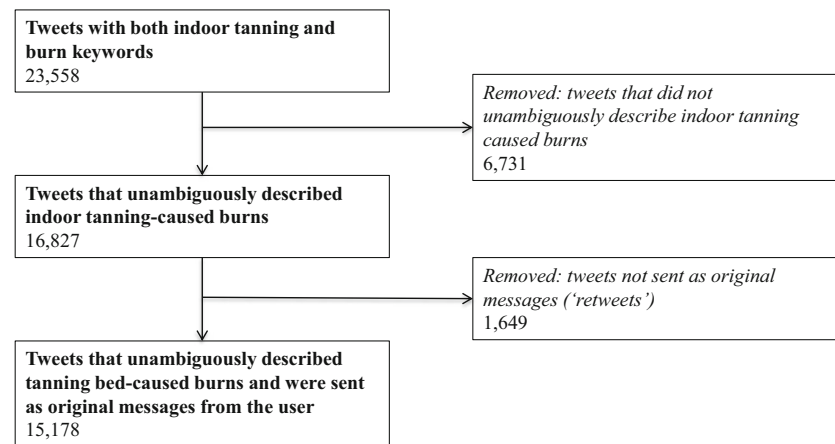 Tweets with both indoor tanning and
burn keywords
23,558
Removed: tweets that did not
unambiguously describe indoor tanning
caused burns
6,731
Tweets that unambiguously described
indoor tanning-caused burns
16,827
Removed: tweets not sent as original
messages (‘retweets’)
1,649
Tweets that unambiguously described
tanning bed-caused burns and were sent
as original messages from the user
15,178